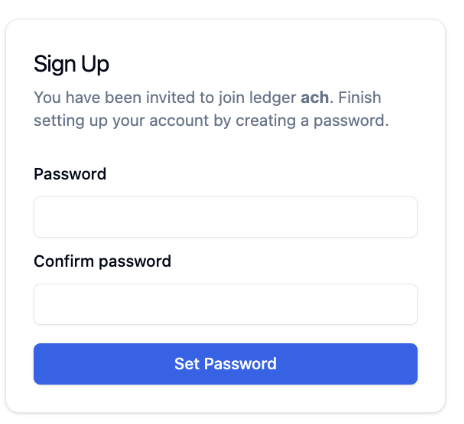 Sign Up
You have been invited to join ledger ach. Finish
setting up your account by creating a password.
Password
Confirm password
Set Password